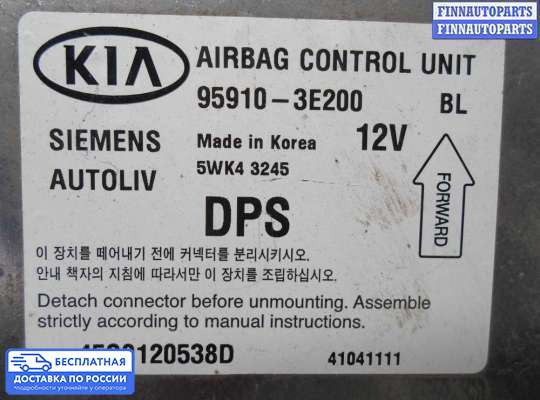 FINNAUTOPARTS
FINNAUTOPARTS
KIA
AIRBAG CONTROL UNIT
95910-3E200 BL
SIEMENS
AUTOLIV
Made in Korea
5WK4 3245
12V
FORWARD
DPS
이 장치를 떼어내기 전에 커넥터를 분리시키시오.
안내 책자의 지침에 따라서만 이 장치를 조립하십시오.
Detach connector before unmounting. Assemble
strictly according to manual instructions.
41041111
БЕСПЛАТНАЯ
ДОСТАВКА ПО РОССИИ
подробности уточняйте у оператора